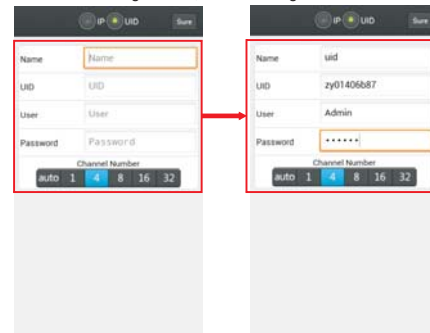 IP UID Sure
Name Name
UID UID
User User
Password Password
Channel Number
auto 1 4 8 16 32
IP UID Sure
Name uid
UID zy01406b87
User Admin
Password ••••••
Channel Number
auto 1 4 8 16 32